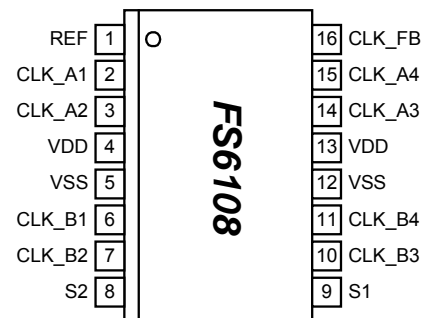 REF 1 16 CLK_FB
CLK_A1 2 15 CLK_A4
CLK_A2 3 14 CLK_A3
VDD 4 13 VDD
VSS 5 12 VSS
CLK_B1 6 11 CLK_B4
CLK_B2 7 10 CLK_B3
S2 8 9 S1
FS6108